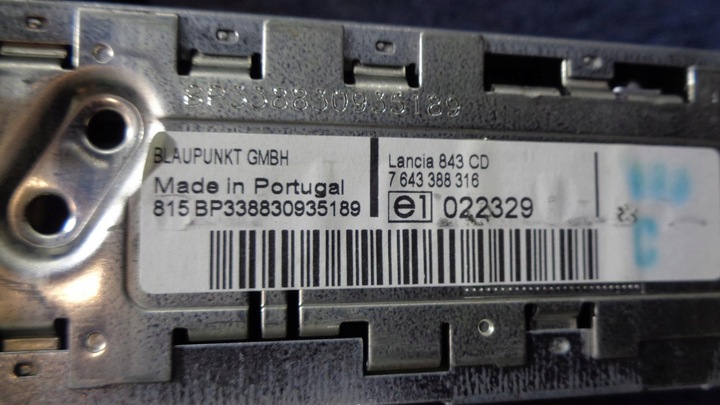 BP338830935189
BLAUPUNKT GMBH
Made in Portugal
815 BP338830935189
Lancia 843 CD
7 643 388 316
e1 022329
C